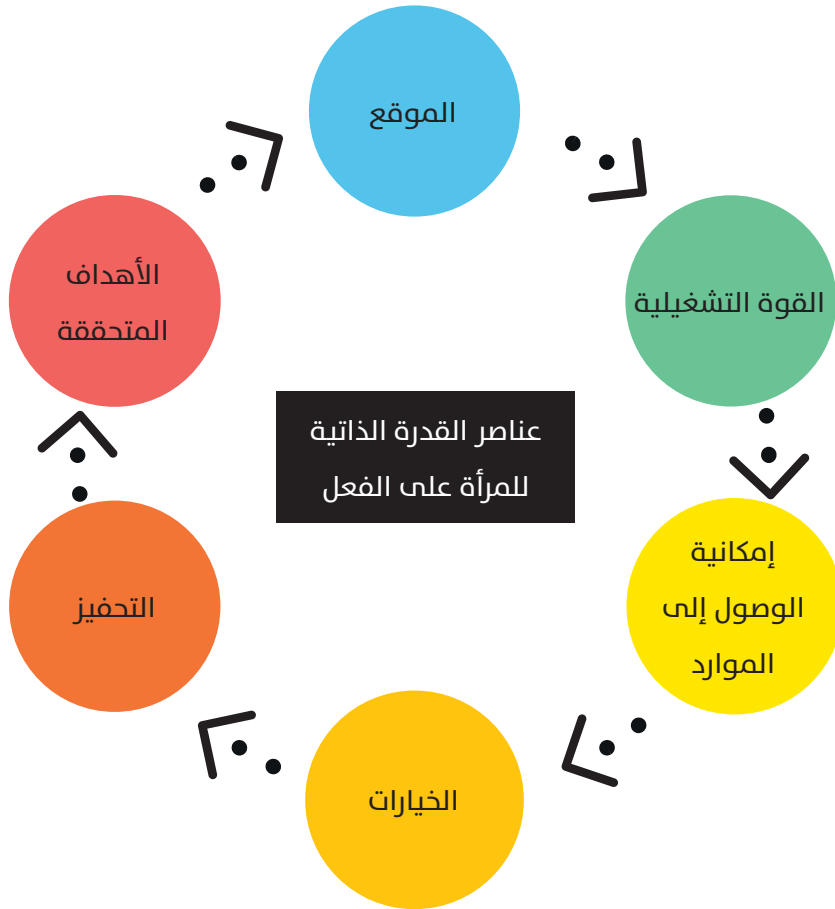 الموقع
القوة التشغيلية
إمكانية
الوصول إلى
الموارد
الخيارات
التحفيز
الأهداف
المتحققة
عناصر القدرة الذاتية
للمرأة على الفعل